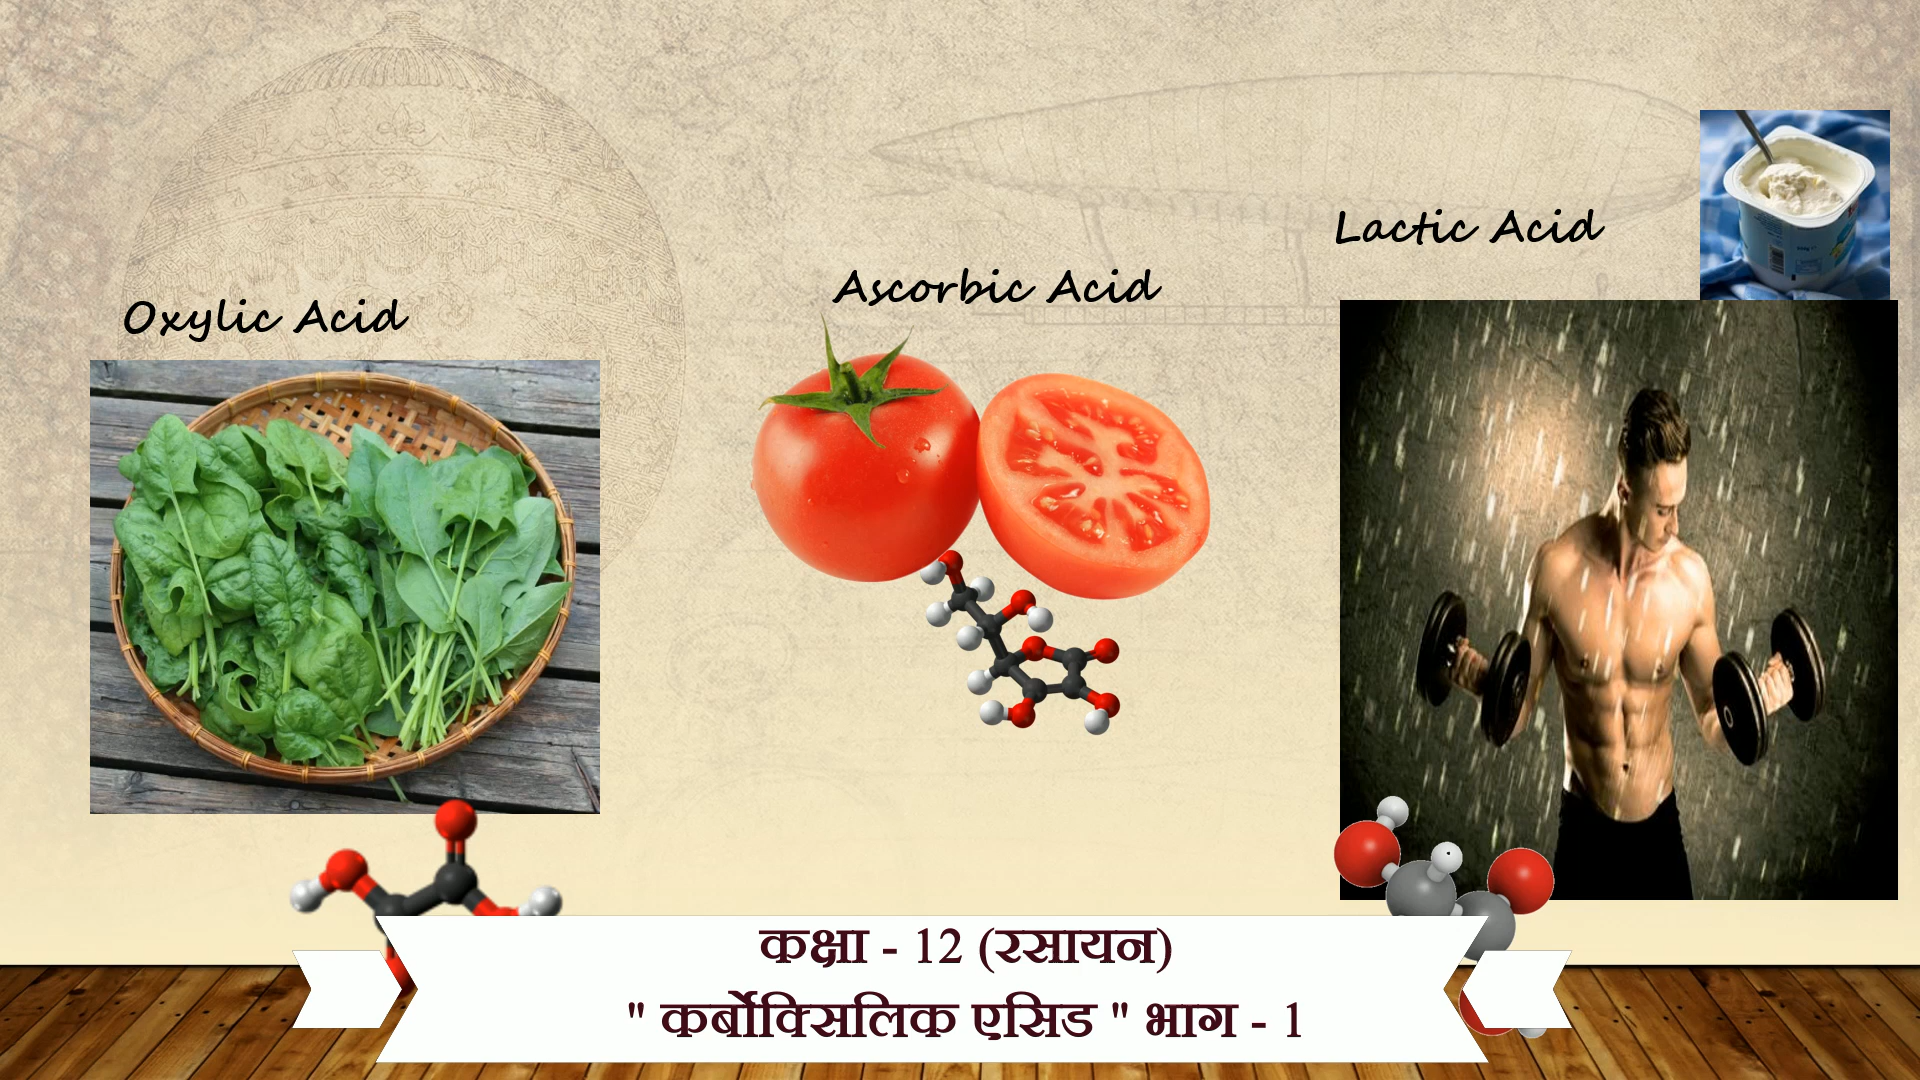 Oxylic Acid
Ascorbic Acid
Lactic Acid
कक्षा - 12 (रसायन)
" कर्बोक्सिलिक एसिड " भाग - 1